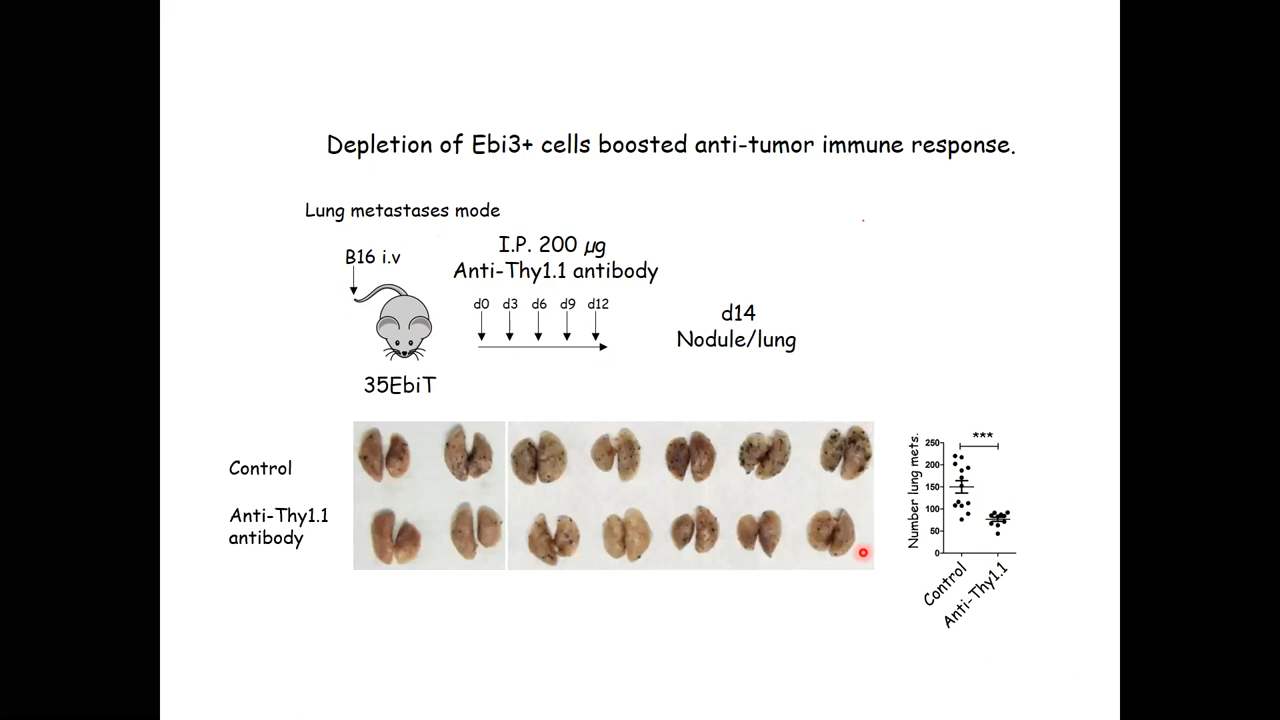 Depletion of Ebi3+ cells boosted anti-tumor immune response.
Lung metastases mode
B16 i.v
I.P. 200 µg
Anti-Thy1.1 antibody
d0 d3 d6 d9 d12
d14
Nodule/lung
35EbiT
Control
Anti-Thy1.1
antibody
Number lung mets.
***
250
200
150
100
50
0
Control
Anti-Thy1.1